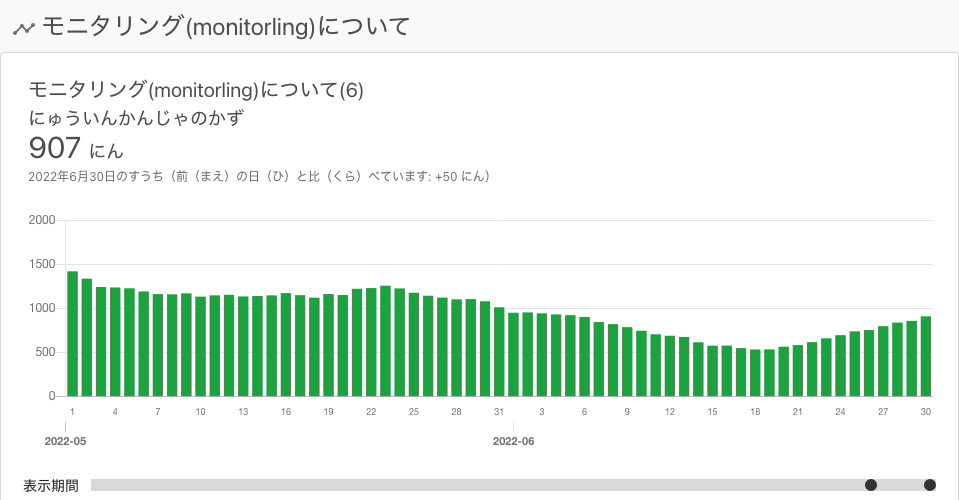 モニタリング(monitorling)について
モニタリング(monitorling)について(6)
にゅういんかんじゃのかず
907 にん
2022年6月30日のすうち（前（まえ）の日（ひ）と比（くら）べています: +50 にん）
2000
1500
1000
500
0
1 4 7 10 13 16 19 22 25 28 31 3 6 9 12 15 18 21 24 27 30
2022-05 2022-06
表示期間